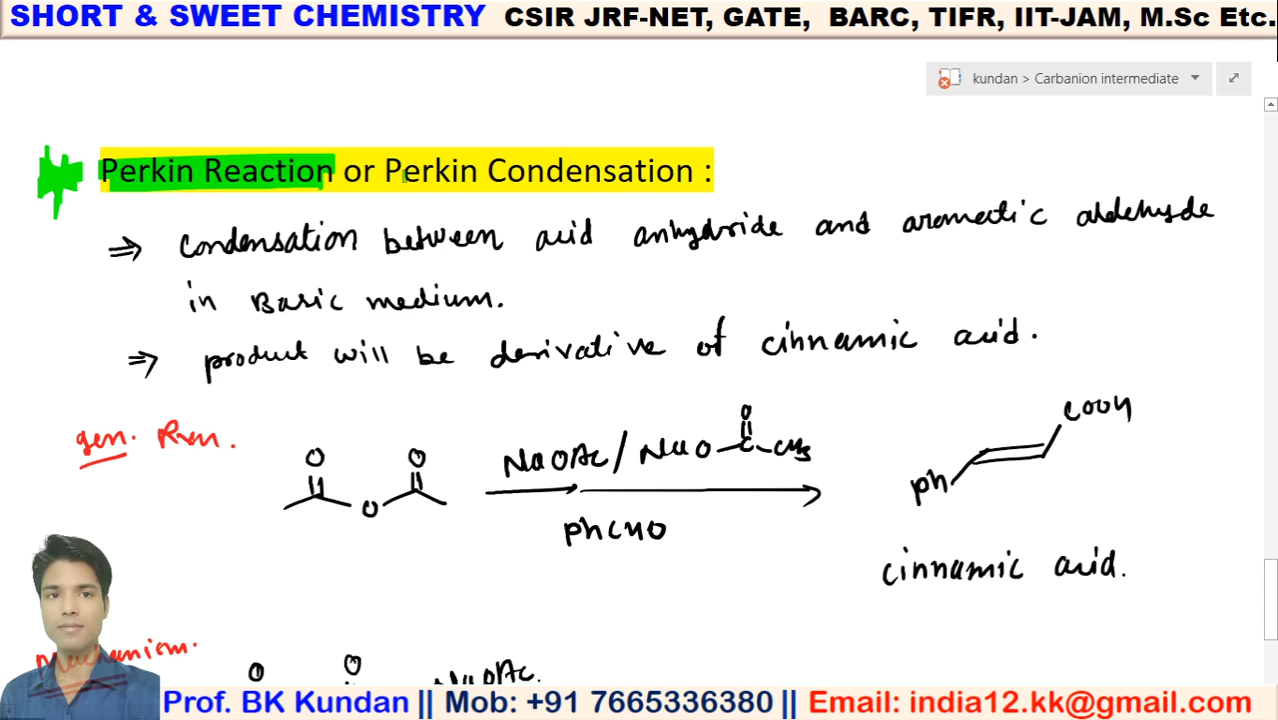 SHORT & SWEET CHEMISTRY CSIR JRF-NET, GATE, BARC, TIFR, IIT-JAM, M.Sc Etc.
kundan > Carbanion intermediate
Perkin Reaction or Perkin Condensation :
⇒ condensation between acid anhydride and aromatic aldehyde
in Basic medium.
⇒ product will be derivative of cinnamic acid.
gen. Rxn.
COOH
O
O O
NaOAc/ NaO-C-CH3
O
Ph
PhCHO
cinnamic acid.
Mechanism.
O O NaOAc.
Prof. BK Kundan || Mob: +91 7665336380 || Email: india12.kk@gmail.com